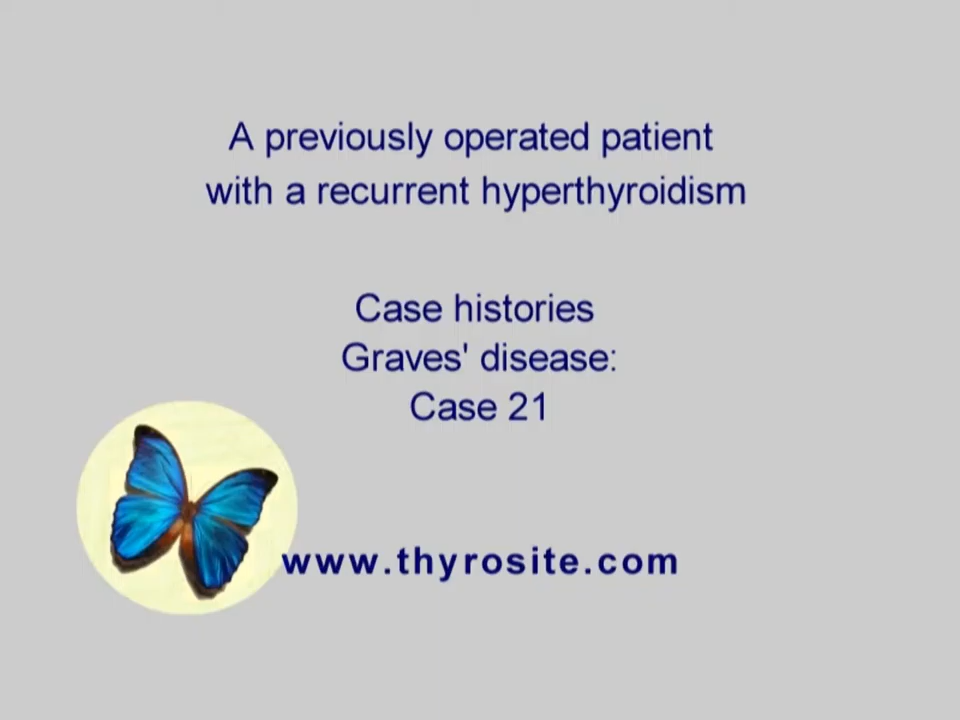 A previously operated patient
with a recurrent hyperthyroidism
Case histories
Graves' disease:
Case 21
www.thyrosite.com